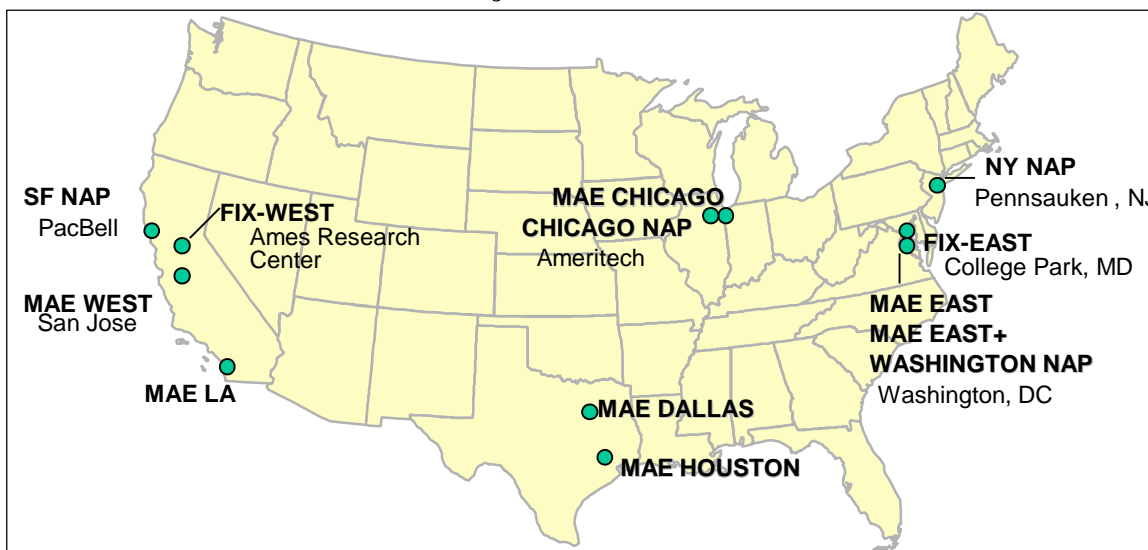 SF NAP
PacBell
FIX-WEST
Ames Research
Center
MAE WEST
San Jose
MAE LA
MAE CHICAGO
CHICAGO NAP
Ameritech
MAE DALLAS
MAE HOUSTON
NY NAP
Pennsauken , NJ
FIX-EAST
College Park, MD
MAE EAST
MAE EAST+
WASHINGTON NAP
Washington, DC